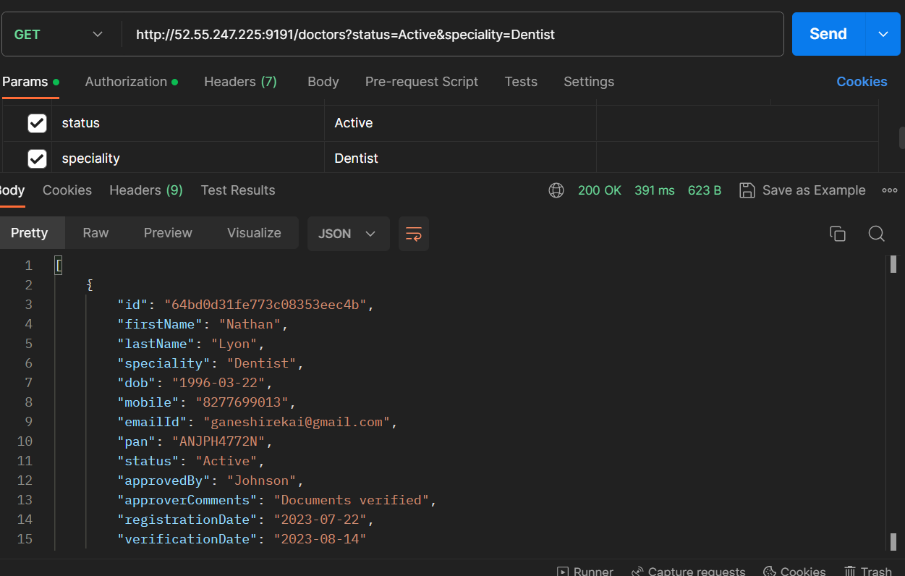 GET http://52.55.247.225:9191/doctors?status=Active&speciality=Dentist Send
Params Authorization Headers (7) Body Pre-request Script Tests Settings Cookies
status Active
speciality Dentist
Body Cookies Headers (9) Test Results 200 OK 391 ms 623 B Save as Example
Pretty Raw Preview Visualize JSON
1 [
2 {
3 "id": "64bd0d31fe773c08353eec4b",
4 "firstName": "Nathan",
5 "lastName": "Lyon",
6 "speciality": "Dentist",
7 "dob": "1996-03-22",
8 "mobile": "8277699013",
9 "emailId": "ganeshirekai@gmail.com",
10 "pan": "ANJPH4772N",
11 "status": "Active",
12 "approvedBy": "Johnson",
13 "approverComments": "Documents verified",
14 "registrationDate": "2023-07-22",
15 "verificationDate": "2023-08-14"
Runner Capture requests Cookies Trash